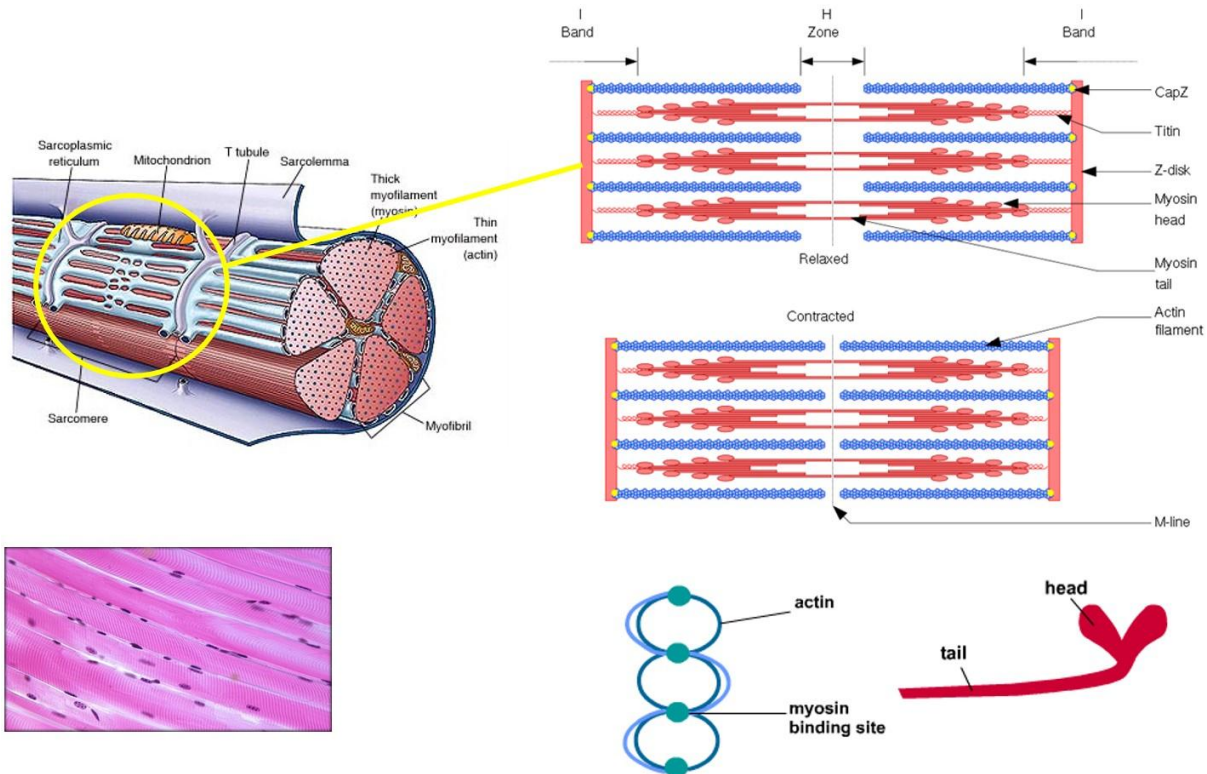 I
Band
H
Zone
I
Band
CapZ
Titin
Z-disk
Myosin
head
Myosin
tail
Relaxed
Contracted
Actin
filament
M-line
Sarcoplasmic
reticulum
Mitochondrion
T tubule
Sarcolemma
Thick
myofilament
(myosin)
Thin
myofilament
(actin)
Sarcomere
Myofibril
actin
myosin
binding site
head
tail